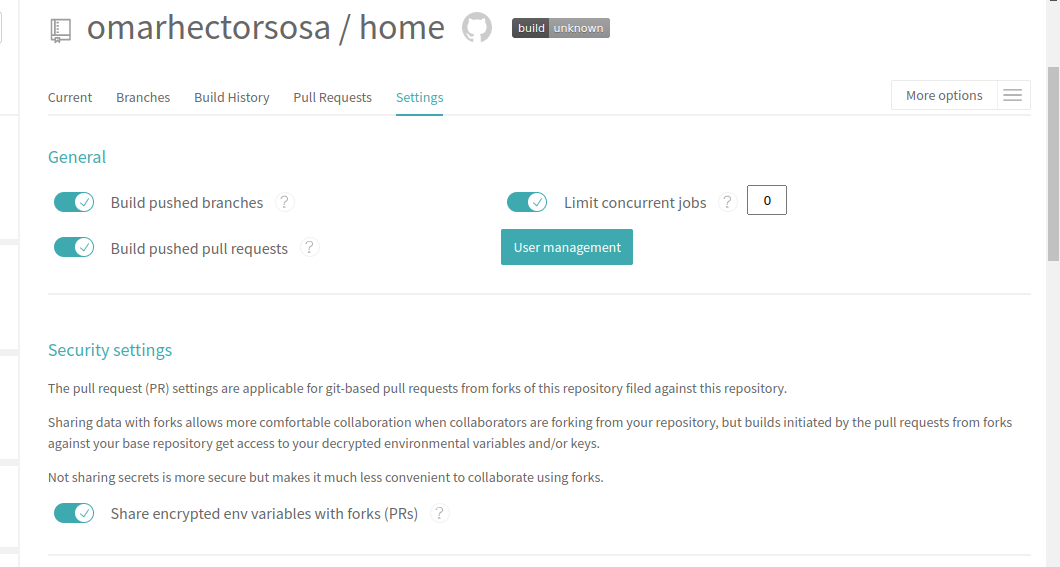 omarhectorsosa / home
build unknown
Current Branches Build History Pull Requests Settings More options
General
Build pushed branches ? Limit concurrent jobs ? 0
Build pushed pull requests ? User management
Security settings
The pull request (PR) settings are applicable for git-based pull requests from forks of this repository filed against this repository.
Sharing data with forks allows more comfortable collaboration when collaborators are forking from your repository, but builds initiated by the pull requests from forks
against your base repository get access to your decrypted environmental variables and/or keys.
Not sharing secrets is more secure but makes it much less convenient to collaborate using forks.
Share encrypted env variables with forks (PRs) ?